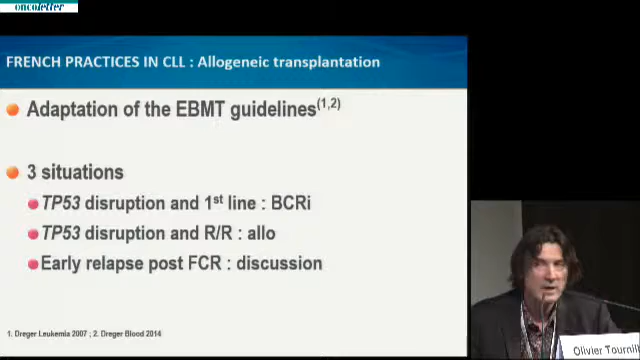 oncoletter
FRENCH PRACTICES IN CLL : Allogeneic transplantation
Adaptation of the EBMT guidelines(1,2)
3 situations
TP53 disruption and 1st line : BCRi
TP53 disruption and R/R : allo
Early relapse post FCR : discussion
1. Dreger Leukemia 2007 ; 2. Dreger Blood 2014
Olivier